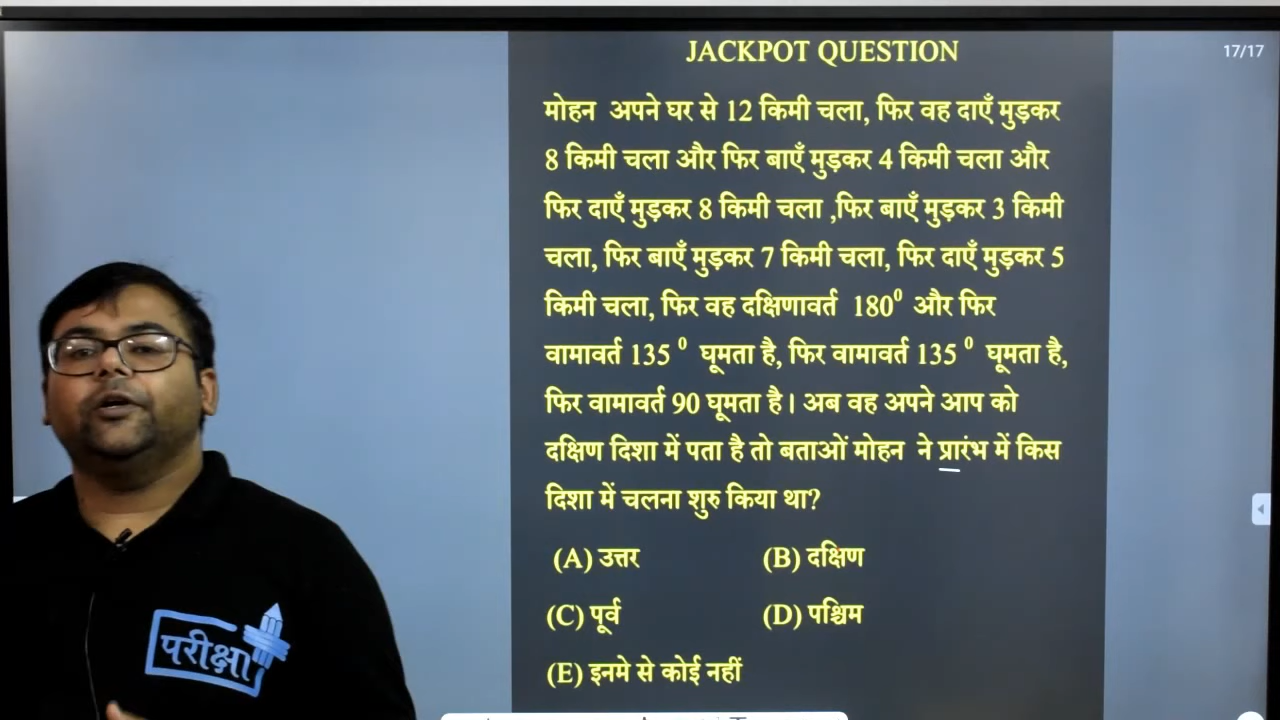 JACKPOT QUESTION
17/17
मोहन अपने घर से 12 किमी चला, फिर वह दाएँ मुड़कर
8 किमी चला और फिर बाएँ मुड़कर 4 किमी चला और
फिर दाएँ मुड़कर 8 किमी चला ,फिर बाएँ मुड़कर 3 किमी
चला, फिर बाएँ मुड़कर 7 किमी चला, फिर दाएँ मुड़कर 5
किमी चला, फिर वह दक्षिणावर्त 180⁰ और फिर
वामावर्त 135 ⁰ घूमता है, फिर वामावर्त 135 ⁰ घूमता है,
फिर वामावर्त 90 घूमता है। अब वह अपने आप को
दक्षिण दिशा में पता है तो बताओं मोहन ने प्रारंभ में किस
दिशा में चलना शुरु किया था?
(A) उत्तर (B) दक्षिण
(C) पूर्व (D) पश्चिम
(E) इनमे से कोई नहीं
परीक्षा